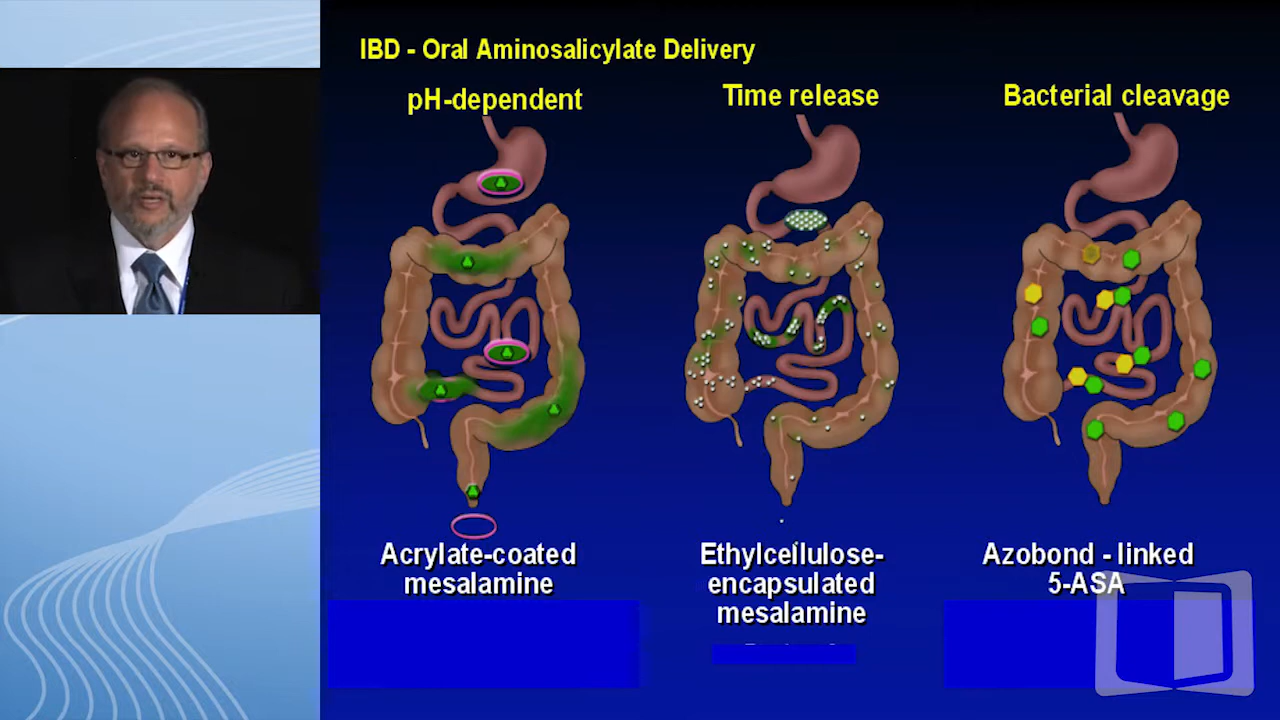 IBD - Oral Aminosalicylate Delivery
pH-dependent
Time release
Bacterial cleavage
Acrylate-coated
mesalamine
Ethylcellulose-
encapsulated
mesalamine
Azobond - linked
5-ASA